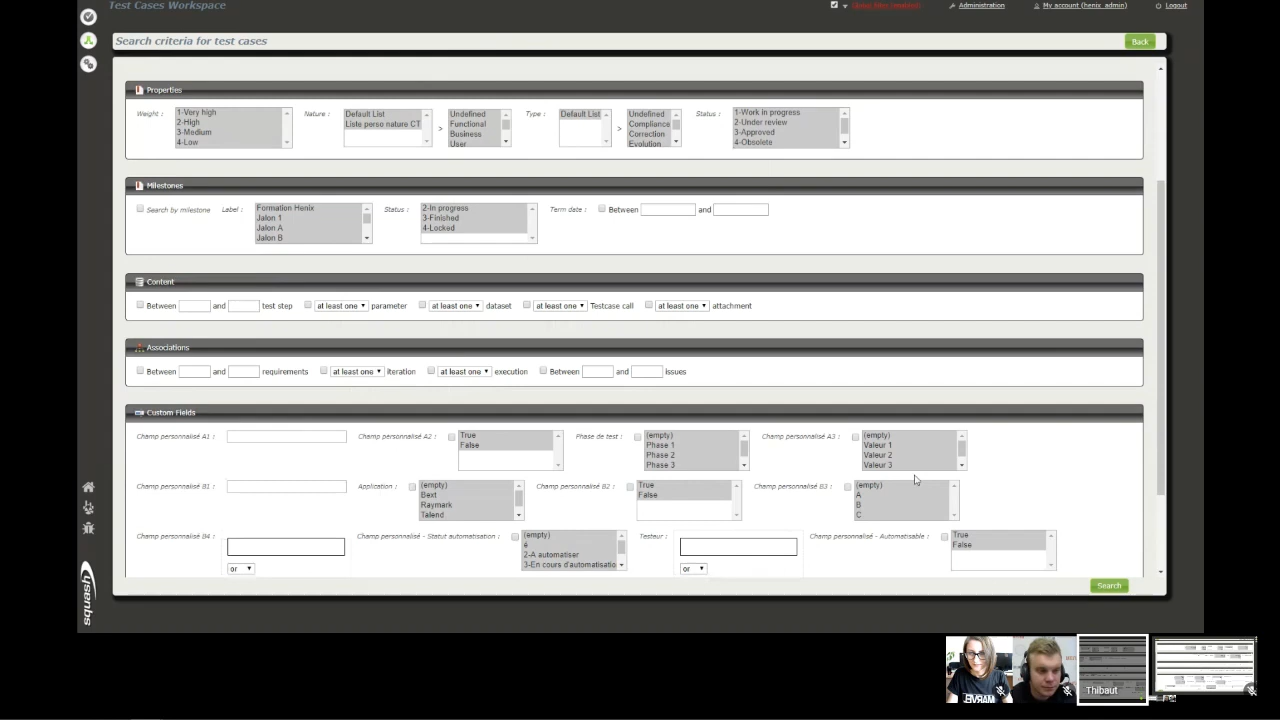 Test Cases Workspace
Administration
My account (henix_admin)
Logout
Search criteria for test cases
Back
Properties
Weight : 1-Very high 2-High 3-Medium 4-Low
Nature : Default List Liste perso nature CT > Undefined Functional Business User
Type : Default List > Undefined Compliance Correction Evolution
Status : 1-Work in progress 2-Under review 3-Approved 4-Obsolete
Milestones
Search by milestone
Label : Formation Henix Jalon 1 Jalon A Jalon B
Status : 2-In progress 3-Finished 4-Locked
Term date : Between and
Content
Between and test step at least one parameter at least one dataset at least one Testcase call at least one attachment
Associations
Between and requirements at least one iteration at least one execution Between and issues
Custom Fields
Champ personnalisé A1 :
Champ personnalisé A2 : True False
Phase de test : (empty) Phase 1 Phase 2 Phase 3
Champ personnalisé A3 : (empty) Valeur 1 Valeur 2 Valeur 3
Champ personnalisé B1 :
Application : (empty) Bext Raymark Talend
Champ personnalisé B2 : True False
Champ personnalisé B3 : (empty) A B C
Champ personnalisé B4 or
Champ personnalisé - Statut automatisation : (empty) é 2-A automatiser 3-En cours d'automatisatio
Testeur : or
Champ personnalisé - Automatisable : True False
Search
squash
Thibaut